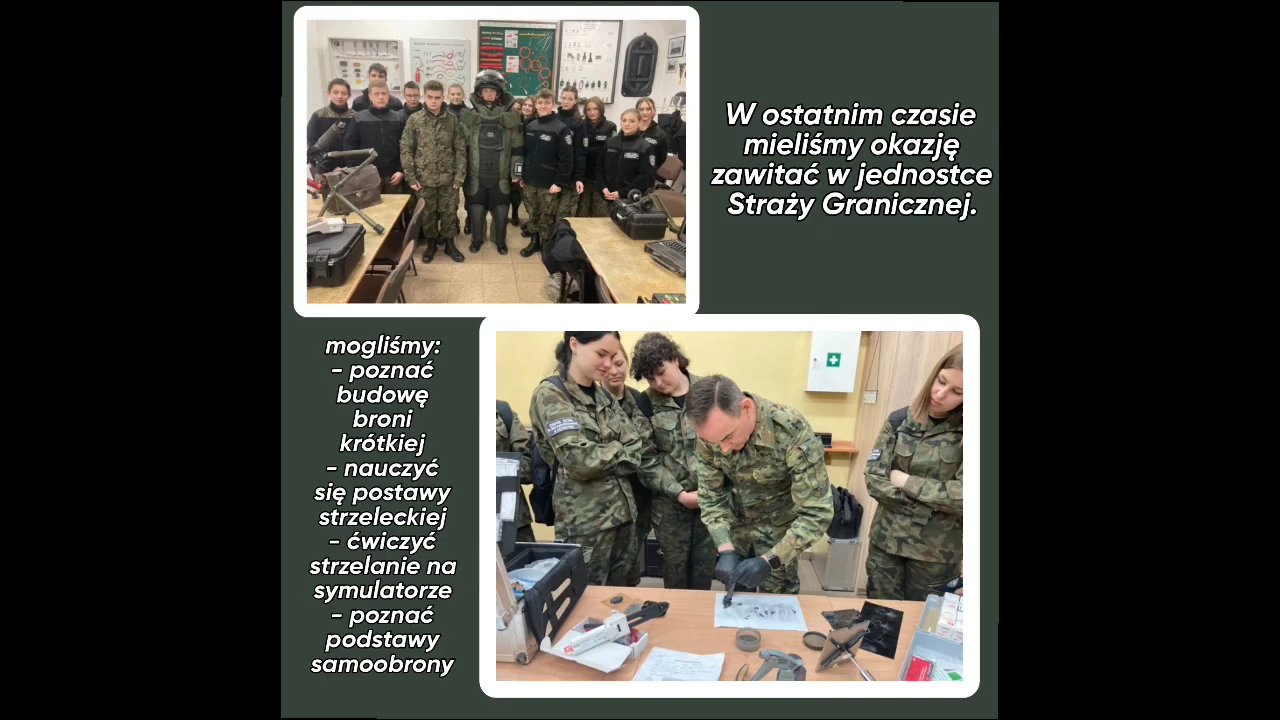 W ostatnim czasie
mieliśmy okazję
zawitać w jednostce
Straży Granicznej.
mogliśmy:
- poznać
budowę
broni
krótkiej
- nauczyć
się postawy
strzeleckiej
- ćwiczyć
strzelanie na
symulatorze
- poznać
podstawy
samoobrony